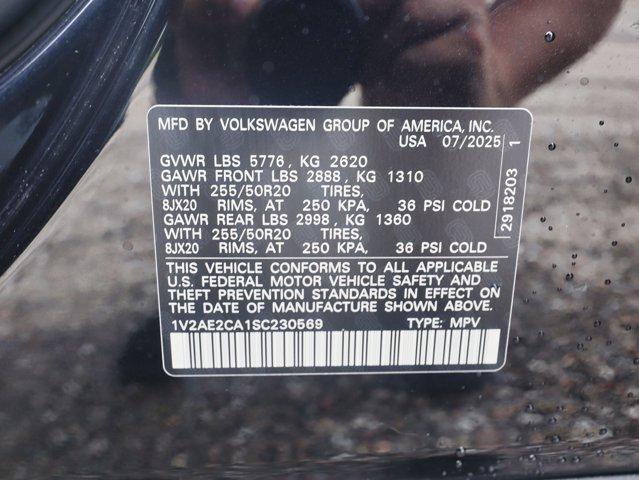 MFD BY VOLKSWAGEN GROUP OF AMERICA, INC.
USA 07/2025
GVWR LBS 5776, KG 2620
GAWR FRONT LBS 2888, KG 1310
WITH 255/50R20 TIRES,
8JX20 RIMS, AT 250 KPA, 36 PSI COLD
GAWR REAR LBS 2998, KG 1360
WITH 255/50R20 TIRES,
8JX20 RIMS, AT 250 KPA, 36 PSI COLD
THIS VEHICLE CONFORMS TO ALL APPLICABLE
U.S. FEDERAL MOTOR VEHICLE SAFETY AND
THEFT PREVENTION STANDARDS IN EFFECT ON
THE DATE OF MANUFACTURE SHOWN ABOVE.
1V2AE2CA1SC230569 TYPE: MPV
2918203 1